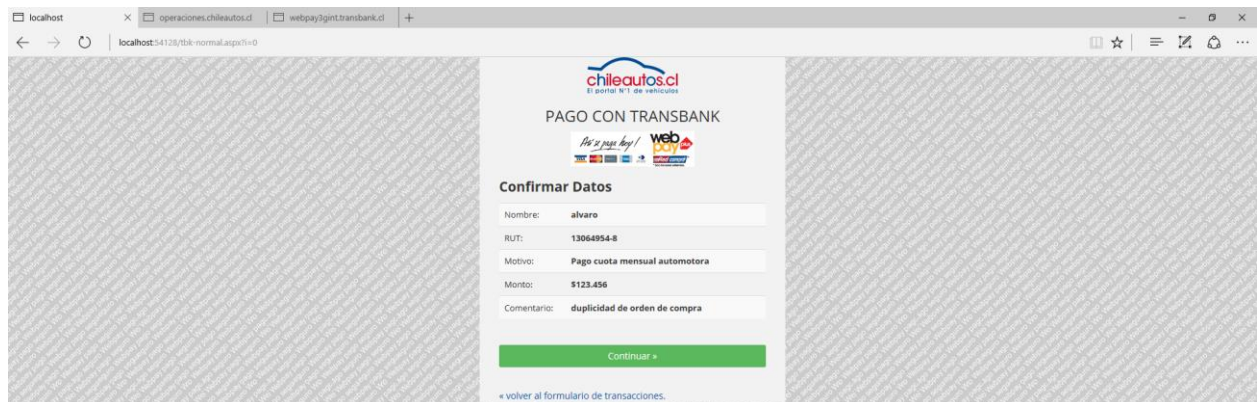 localhost
operaciones.chileautos.cl
webpay3gint.transbank.cl
localhost:54128/tbk-normal.aspx?i=0
chileautos.cl
El portal N°1 de vehículos
PAGO CON TRANSBANK
web
pay
Confirmar Datos
Nombre: alvaro
RUT: 13064954-8
Motivo: Pago cuota mensual automotora
Monto: $123.456
Comentario: duplicidad de orden de compra
Continuar »
« volver al formulario de transacciones.